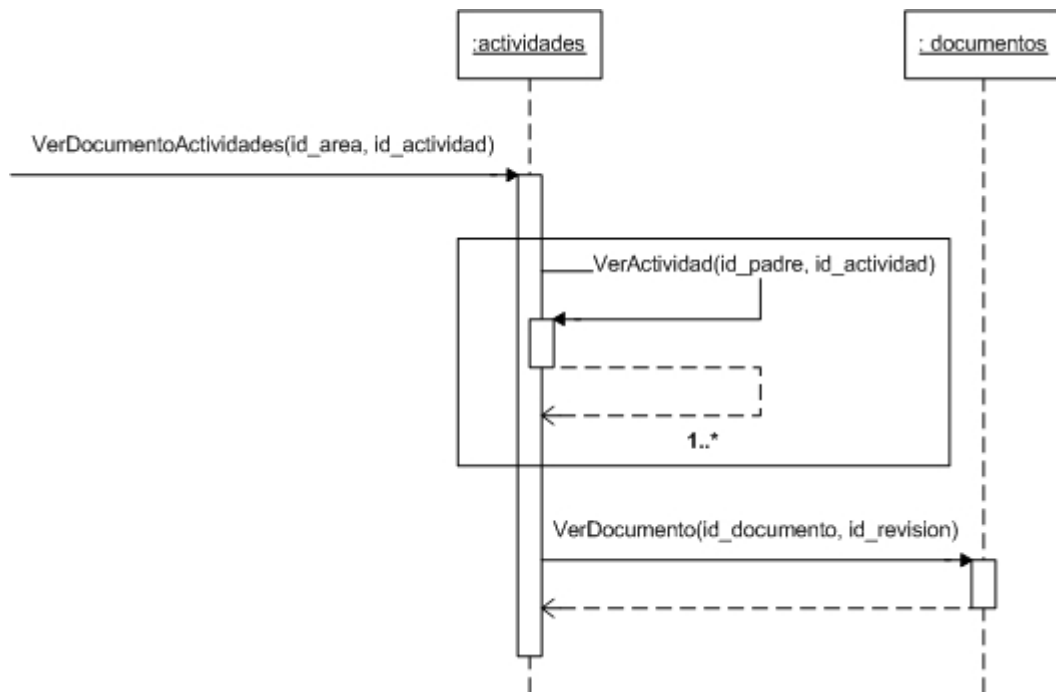 :actividades
: documentos
VerDocumentoActividades(id_area, id_actividad)
VerActividad(id_padre, id_actividad)
1..*
VerDocumento(id_documento, id_revision)